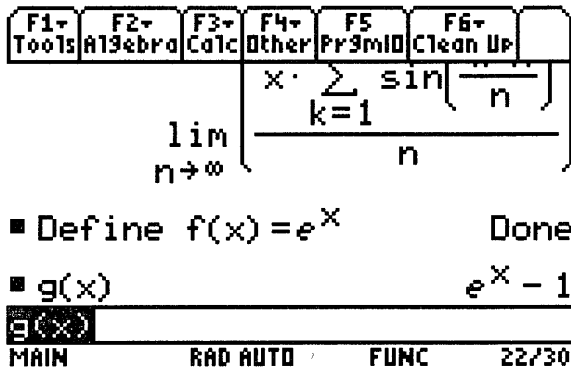 F1 F2 F3 F4 F5 F6
Tools Algebra Calc Other PrgmIO Clean Up
x· ∑ sin( n )
k=1
lim
n→∞
n
■ Define f(x)=e^x Done
■ g(x) e^x − 1
g(x)
MAIN RAD AUTO FUNC 22/30